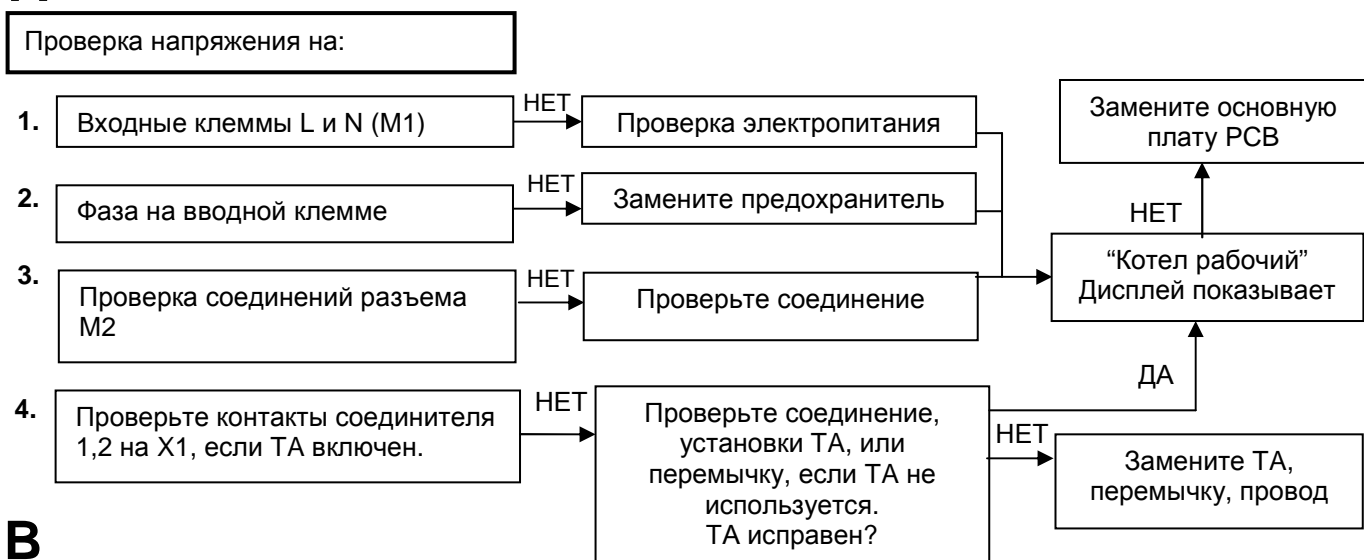 Проверка напряжения на:
1.
Входные клеммы L и N (M1)
НЕТ
Проверка электропитания
Замените основную
плату PCB
2.
Фаза на вводной клемме
НЕТ
Замените предохранитель
НЕТ
3.
Проверка соединений разъема
M2
НЕТ
Проверьте соединение
“Котел рабочий”
Дисплей показывает
ДА
4.
Проверьте контакты соединителя
1,2 на X1, если ТА включен.
НЕТ
Проверьте соединение,
установки ТА, или
перемычку, если ТА не
используется.
ТА исправен?
НЕТ
Замените ТА,
перемычку, провод
B